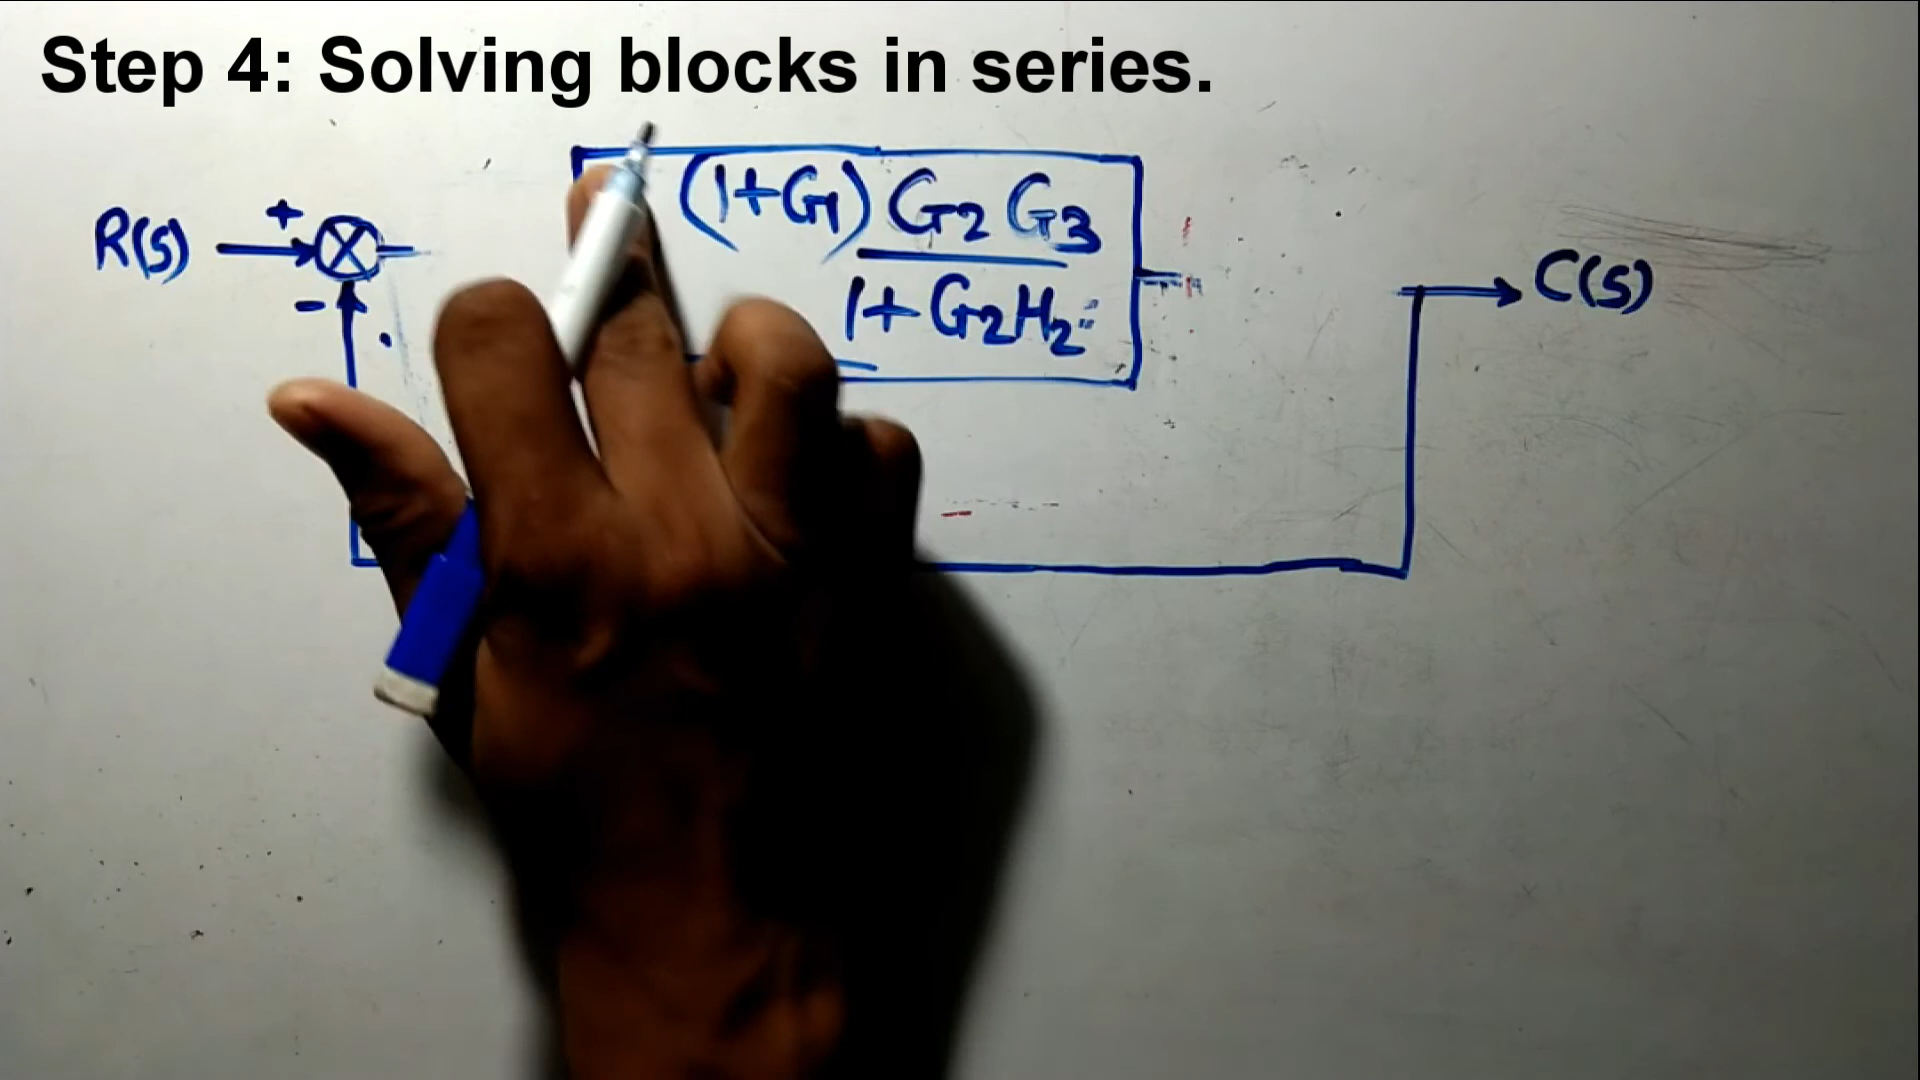 Step 4: Solving blocks in series.
R(S)
+
-
(1+G1) G2 G3
1+G2H2
C(S)